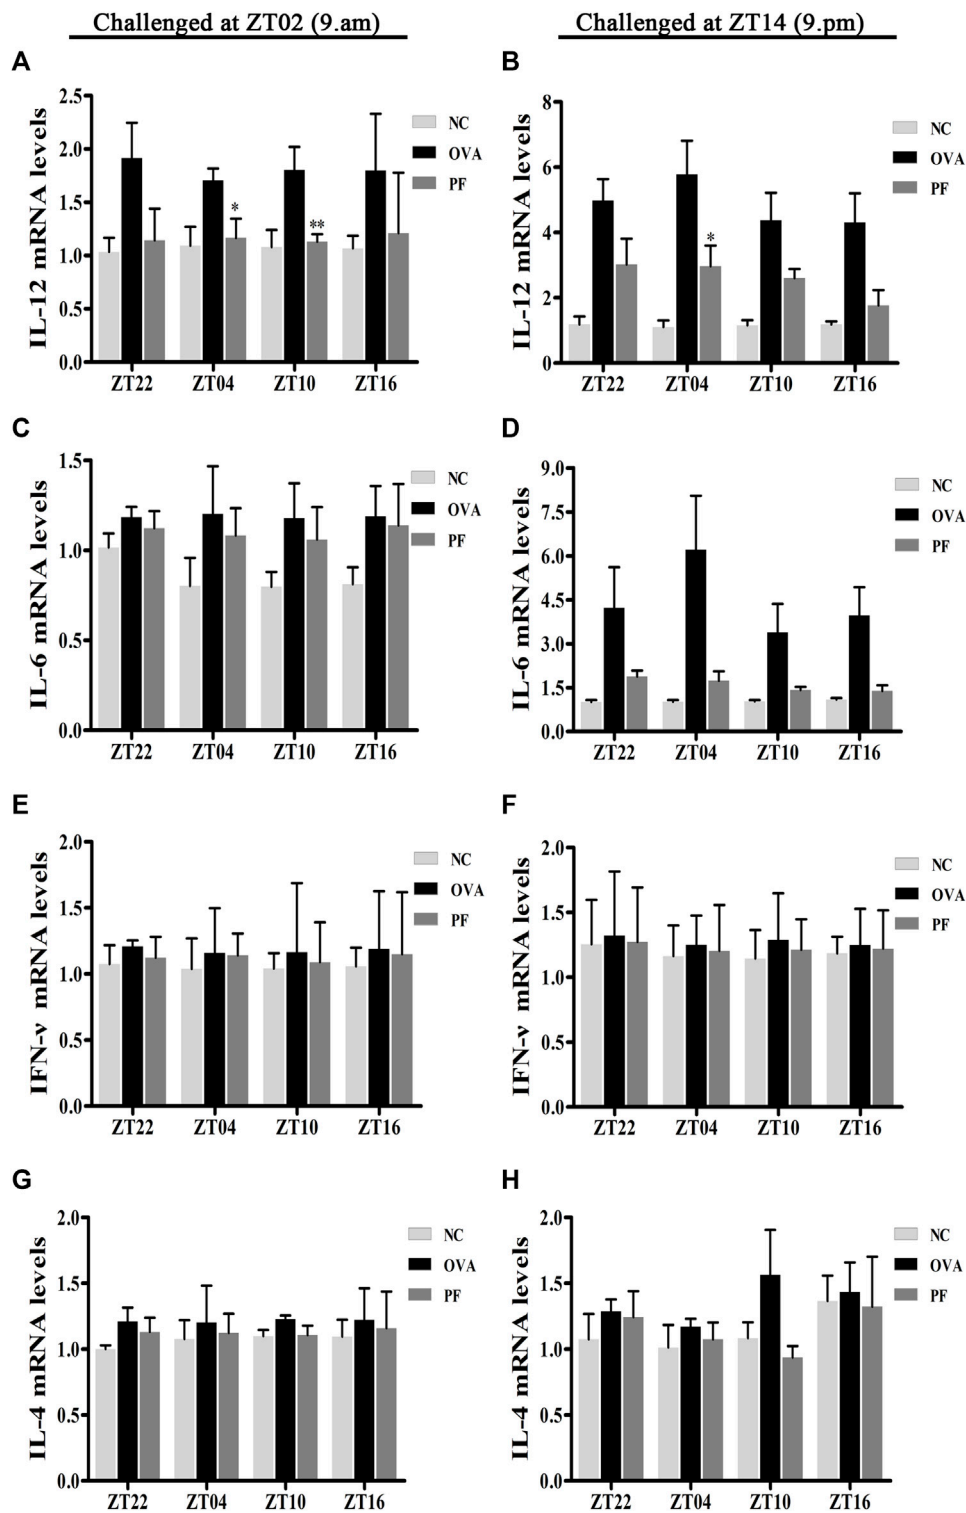 Challenged at ZT02 (9.am)
Challenged at ZT14 (9.pm)
A
IL-12 mRNA levels
2.5
2.0
1.5
1.0
0.5
0.0
*
**
NC
OVA
PF
ZT22 ZT04 ZT10 ZT16
B
IL-12 mRNA levels
8
6
4
2
0
*
NC
OVA
PF
ZT22 ZT04 ZT10 ZT16
C
IL-6 mRNA levels
1.5
1.0
0.5
0.0
NC
OVA
PF
ZT22 ZT04 ZT10 ZT16
D
IL-6 mRNA levels
9.0
7.5
6.0
4.5
3.0
1.5
0.0
NC
OVA
PF
ZT22 ZT04 ZT10 ZT16
E
IFN-ν mRNA levels
2.0
1.5
1.0
0.5
0.0
NC
OVA
PF
ZT22 ZT04 ZT10 ZT16
F
IFN-ν mRNA levels
2.0
1.5
1.0
0.5
0.0
NC
OVA
PF
ZT22 ZT04 ZT10 ZT16
G
IL-4 mRNA levels
2.0
1.5
1.0
0.5
0.0
NC
OVA
PF
ZT22 ZT04 ZT10 ZT16
H
IL-4 mRNA levels
2.0
1.5
1.0
0.5
0.0
NC
OVA
PF
ZT22 ZT04 ZT10 ZT16